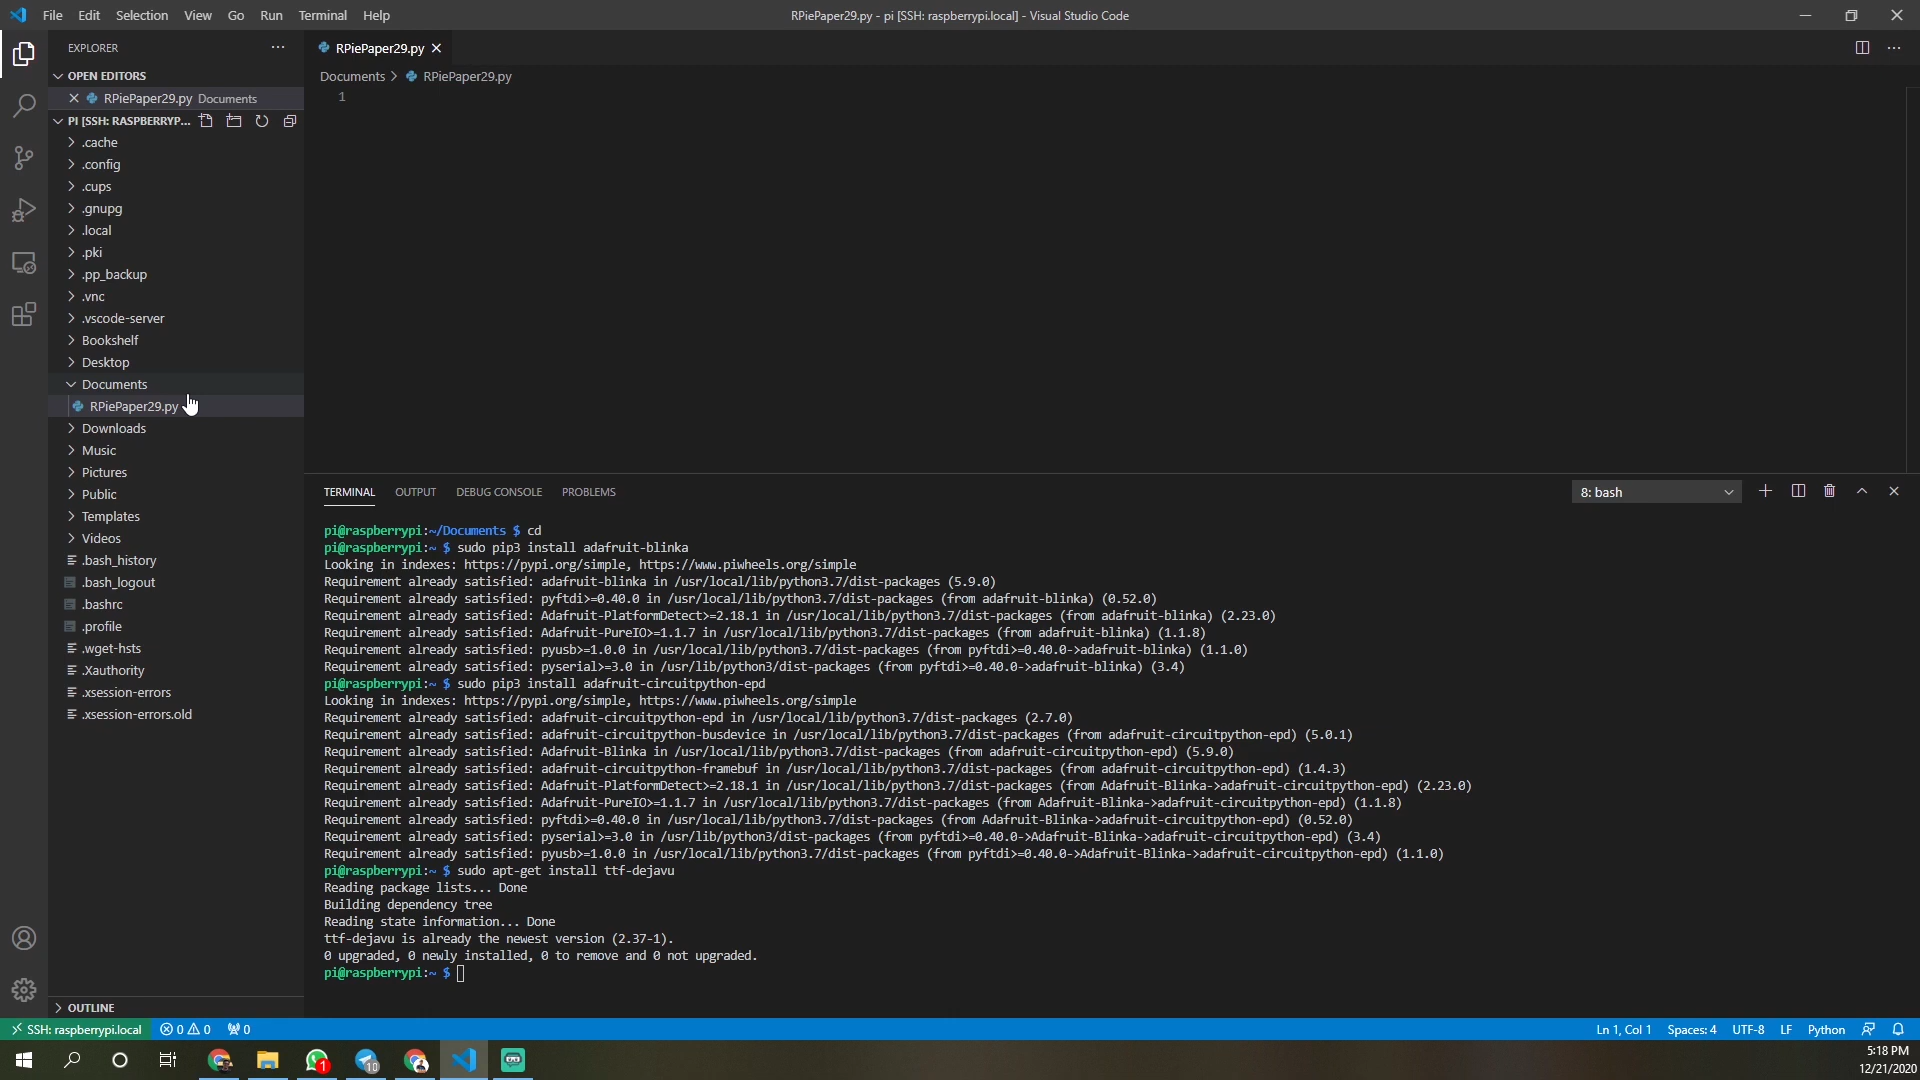 File Edit Selection View Go Run Terminal Help
RPiePaper29.py - pi [SSH: raspberrypi.local] - Visual Studio Code
EXPLORER
OPEN EDITORS
RPiePaper29.py Documents
PI [SSH: RASPBERRYP...
.cache
.config
.cups
.gnupg
.local
.pki
.pp_backup
.vnc
.vscode-server
Bookshelf
Desktop
Documents
RPiePaper29.py
Downloads
Music
Pictures
Public
Templates
Videos
.bash_history
.bash_logout
.bashrc
.profile
.wget-hsts
.Xauthority
.xsession-errors
.xsession-errors.old
OUTLINE
RPiePaper29.py
Documents > RPiePaper29.py
1
TERMINAL OUTPUT DEBUG CONSOLE PROBLEMS
8: bash
pi@raspberrypi:~/Documents $ cd
pi@raspberrypi:~ $ sudo pip3 install adafruit-blinka
Looking in indexes: https://pypi.org/simple, https://www.piwheels.org/simple
Requirement already satisfied: adafruit-blinka in /usr/local/lib/python3.7/dist-packages (5.9.0)
Requirement already satisfied: pyftdi>=0.40.0 in /usr/local/lib/python3.7/dist-packages (from adafruit-blinka) (0.52.0)
Requirement already satisfied: Adafruit-PlatformDetect>=2.18.1 in /usr/local/lib/python3.7/dist-packages (from adafruit-blinka) (2.23.0)
Requirement already satisfied: Adafruit-PureIO>=1.1.7 in /usr/local/lib/python3.7/dist-packages (from adafruit-blinka) (1.1.8)
Requirement already satisfied: pyusb>=1.0.0 in /usr/local/lib/python3.7/dist-packages (from pyftdi>=0.40.0->adafruit-blinka) (1.1.0)
Requirement already satisfied: pyserial>=3.0 in /usr/lib/python3/dist-packages (from pyftdi>=0.40.0->adafruit-blinka) (3.4)
pi@raspberrypi:~ $ sudo pip3 install adafruit-circuitpython-epd
Looking in indexes: https://pypi.org/simple, https://www.piwheels.org/simple
Requirement already satisfied: adafruit-circuitpython-epd in /usr/local/lib/python3.7/dist-packages (2.7.0)
Requirement already satisfied: adafruit-circuitpython-busdevice in /usr/local/lib/python3.7/dist-packages (from adafruit-circuitpython-epd) (5.0.1)
Requirement already satisfied: Adafruit-Blinka in /usr/local/lib/python3.7/dist-packages (from adafruit-circuitpython-epd) (5.9.0)
Requirement already satisfied: adafruit-circuitpython-framebuf in /usr/local/lib/python3.7/dist-packages (from adafruit-circuitpython-epd) (1.4.3)
Requirement already satisfied: Adafruit-PlatformDetect>=2.18.1 in /usr/local/lib/python3.7/dist-packages (from Adafruit-Blinka->adafruit-circuitpython-epd) (2.23.0)
Requirement already satisfied: Adafruit-PureIO>=1.1.7 in /usr/local/lib/python3.7/dist-packages (from Adafruit-Blinka->adafruit-circuitpython-epd) (1.1.8)
Requirement already satisfied: pyftdi>=0.40.0 in /usr/local/lib/python3.7/dist-packages (from Adafruit-Blinka->adafruit-circuitpython-epd) (0.52.0)
Requirement already satisfied: pyserial>=3.0 in /usr/lib/python3/dist-packages (from pyftdi>=0.40.0->Adafruit-Blinka->adafruit-circuitpython-epd) (3.4)
Requirement already satisfied: pyusb>=1.0.0 in /usr/local/lib/python3.7/dist-packages (from pyftdi>=0.40.0->Adafruit-Blinka->adafruit-circuitpython-epd) (1.1.0)
pi@raspberrypi:~ $ sudo apt-get install ttf-dejavu
Reading package lists... Done
Building dependency tree
Reading state information... Done
ttf-dejavu is already the newest version (2.37-1).
0 upgraded, 0 newly installed, 0 to remove and 0 not upgraded.
pi@raspberrypi:~ $
SSH: raspberrypi.local 0 0 0
Ln 1, Col 1 Spaces: 4 UTF-8 LF Python
1 10
5:18 PM
12/21/2020